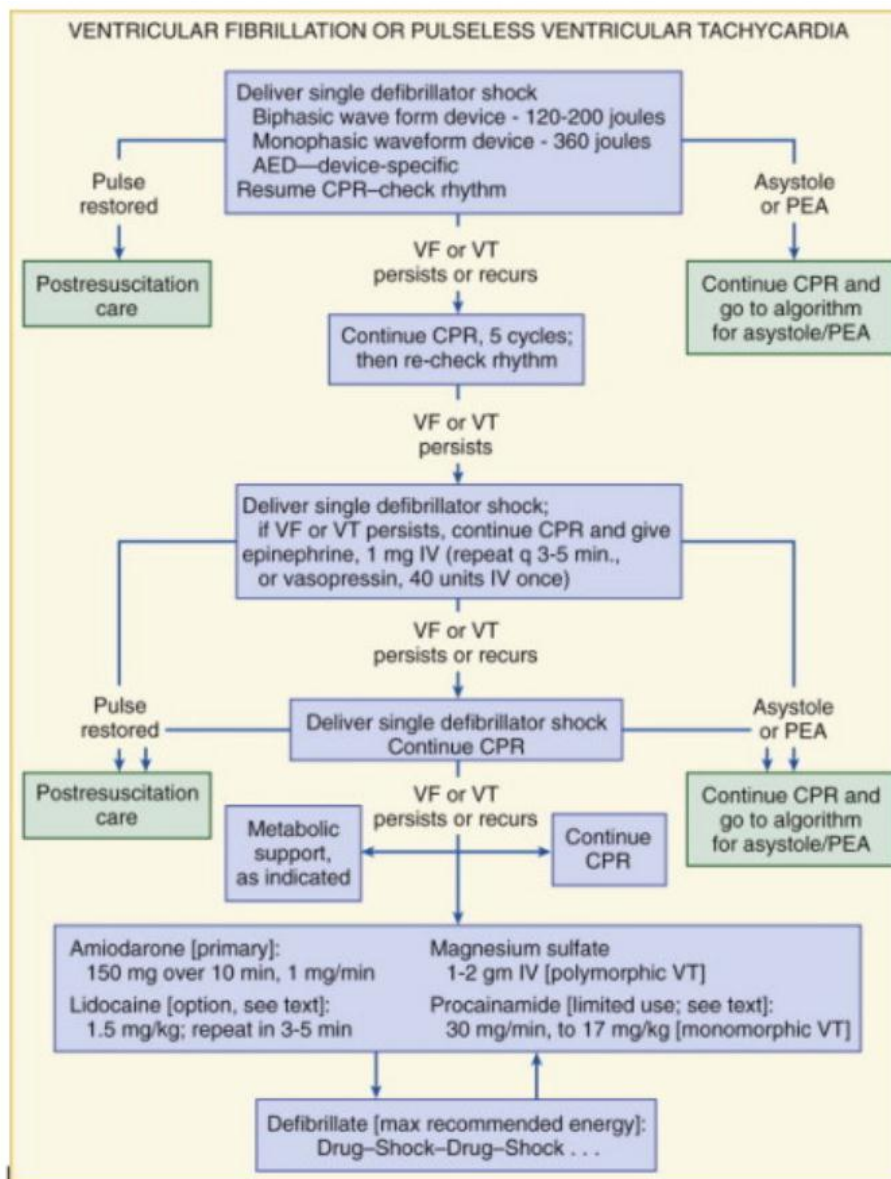 VENTRICULAR FIBRILLATION OR PULSELESS VENTRICULAR TACHYCARDIA
Deliver single defibrillator shock
Biphasic wave form device - 120-200 joules
Monophasic waveform device - 360 joules
AED—device-specific
Resume CPR–check rhythm
Pulse
restored
Asystole
or PEA
VF or VT
persists or recurs
Postresuscitation
care
Continue CPR and
go to algorithm
for asystole/PEA
Continue CPR, 5 cycles;
then re-check rhythm
VF or VT
persists
Deliver single defibrillator shock;
if VF or VT persists, continue CPR and give
epinephrine, 1 mg IV (repeat q 3-5 min.,
or vasopressin, 40 units IV once)
VF or VT
persists or recurs
Pulse
restored
Deliver single defibrillator shock
Continue CPR
Asystole
or PEA
Postresuscitation
care
VF or VT
persists or recurs
Continue CPR and
go to algorithm
for asystole/PEA
Metabolic
support,
as indicated
Continue
CPR
Amiodarone [primary]:
150 mg over 10 min, 1 mg/min
Lidocaine [option, see text]:
1.5 mg/kg; repeat in 3-5 min
Magnesium sulfate
1-2 gm IV [polymorphic VT]
Procainamide [limited use; see text]:
30 mg/min, to 17 mg/kg [monomorphic VT]
Defibrillate [max recommended energy]:
Drug–Shock–Drug–Shock . . .